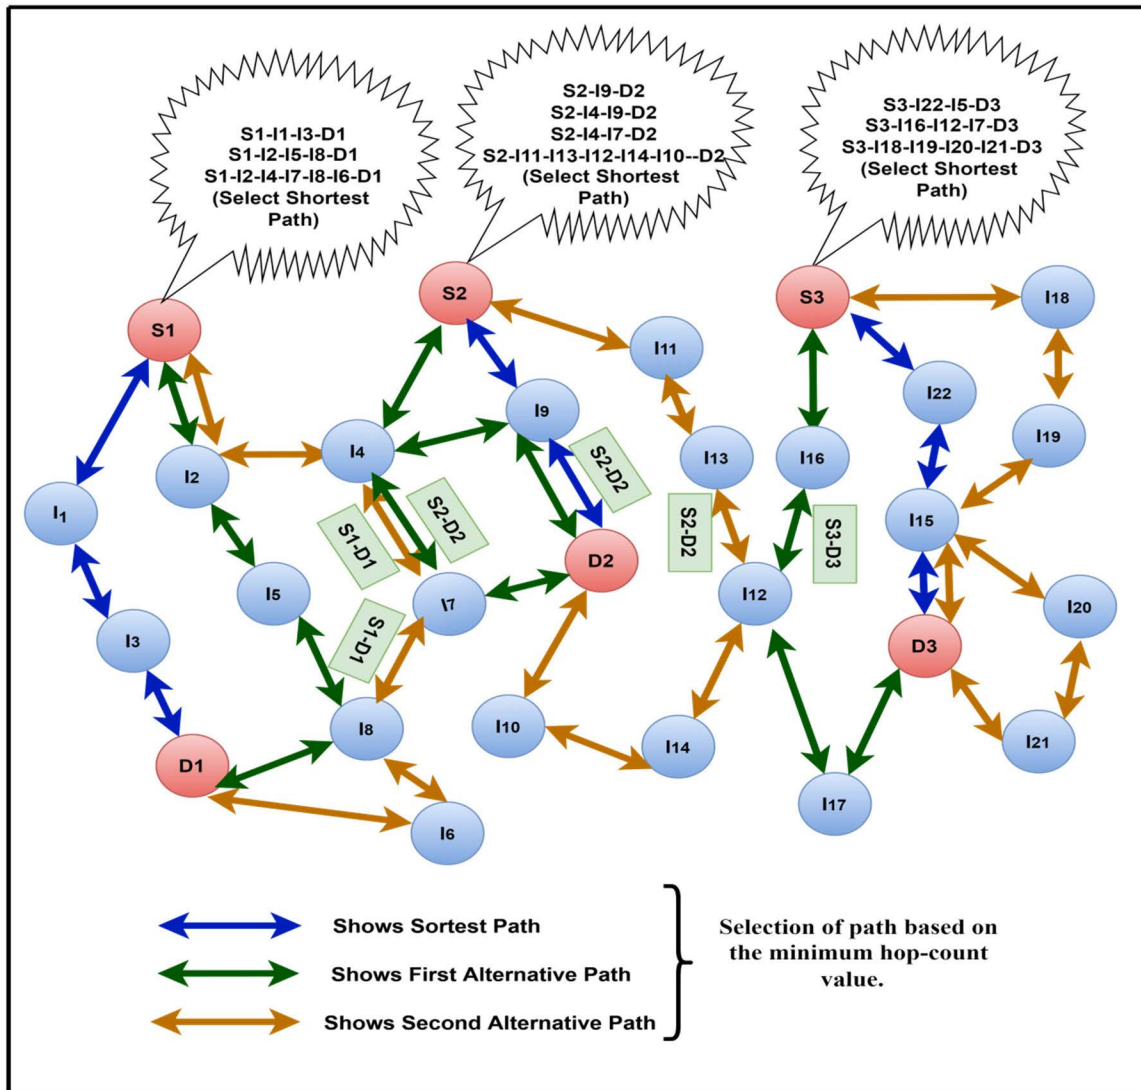 S1-I1-I3-D1
S1-I2-I5-I8-D1
S1-I2-I4-I7-I8-I6-D1
(Select Shortest
Path)
S2-I9-D2
S2-I4-I9-D2
S2-I4-I7-D2
S2-I11-I13-I12-I14-I10--D2
(Select Shortest
Path)
S3-I22-I5-D3
S3-I16-I12-I7-D3
S3-I18-I19-I20-I21-D3
(Select Shortest
Path)
S1
S2
S3
I18
I11
I22
I9
I4
I2
I13
I16
I19
I1
I15
S2-D2
S2-D2
S1-D1
S2-D2
S3-D3
D2
I5
I7
I12
I20
I3
S1-D1
D3
I8
I10
I14
I21
D1
I17
I6
Shows Sortest Path
Shows First Alternative Path
Shows Second Alternative Path
Selection of path based on
the minimum hop-count
value.